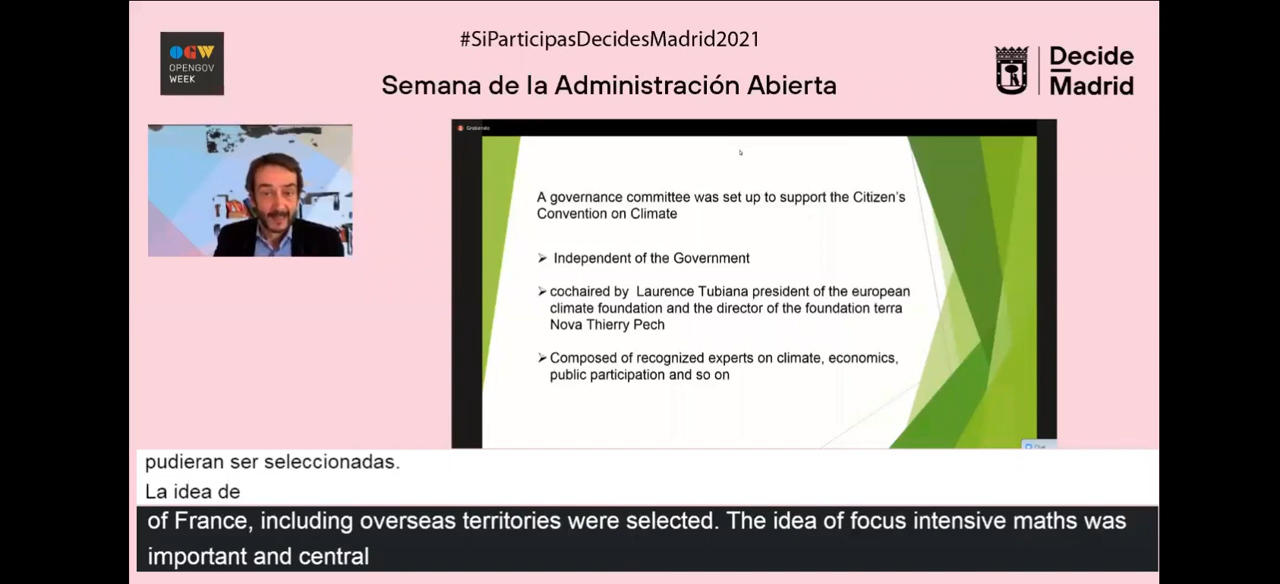 #SiParticipasDecidesMadrid2021
OGW
OPENGOV
WEEK
Semana de la Administración Abierta
Decide
Madrid
Grabando
A governance committee was set up to support the Citizen's
Convention on Climate
➢ Independent of the Government
➢ cochaired by Laurence Tubiana president of the european
climate foundation and the director of the foundation terra
Nova Thierry Pech
➢ Composed of recognized experts on climate, economics,
public participation and so on
pudieran ser seleccionadas.
La idea de
of France, including overseas territories were selected. The idea of focus intensive maths was
important and central